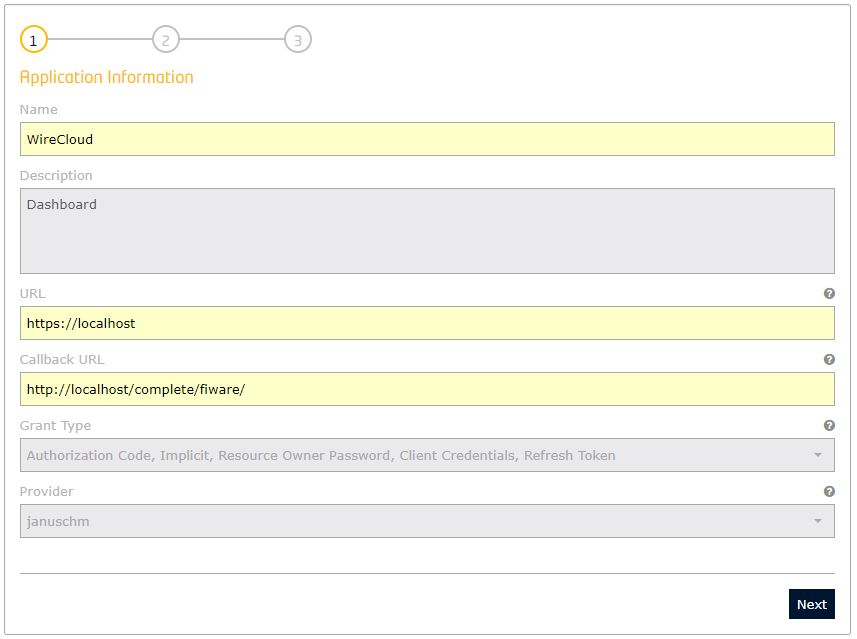 1 2 3
Application Information
Name
WireCloud
Description
Dashboard
URL ?
https://localhost
Callback URL ?
http://localhost/complete/fiware/
Grant Type ?
Authorization Code, Implicit, Resource Owner Password, Client Credentials, Refresh Token
Provider ?
januschm
Next